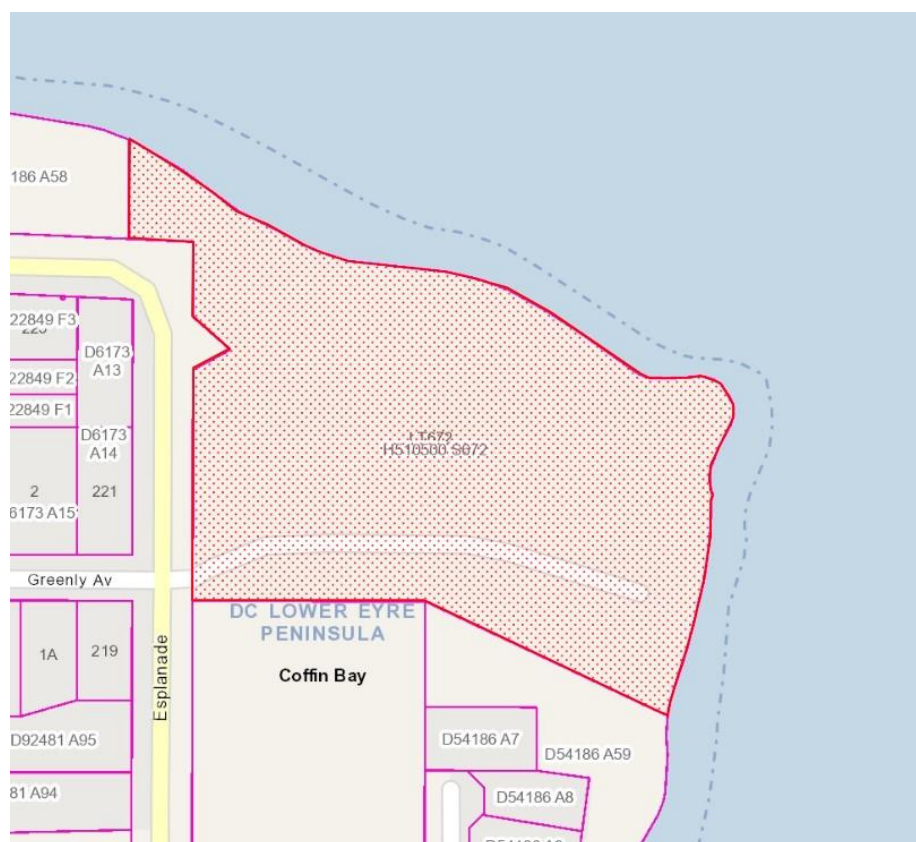 186 A58
22849 F3
D6173
A13
22849 F2
22849 F1
D6173
A14
LT672
H510500 S672
2
221
6173 A15
Greenly Av
DC LOWER EYRE
PENINSULA
1A
219
Esplanade
Coffin Bay
D92481 A95
D54186 A7
D54186 A59
81 A94
D54186 A8